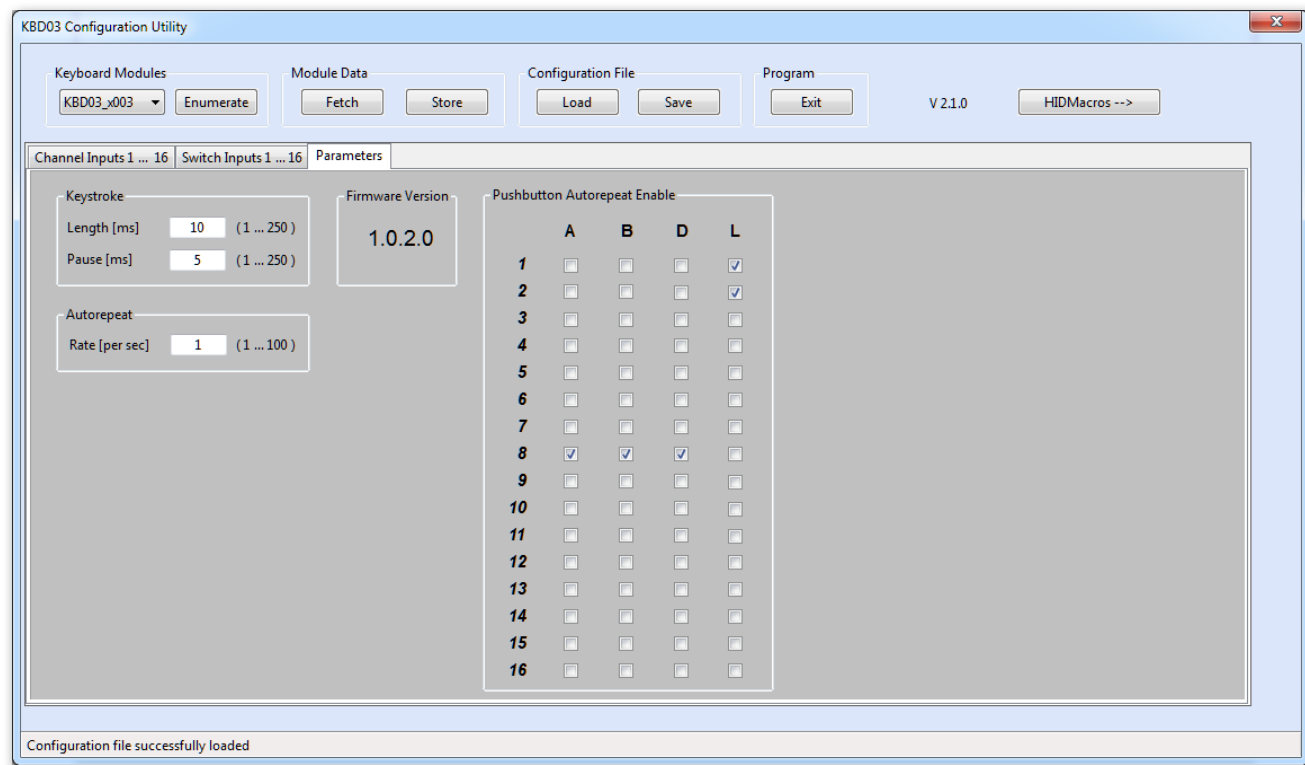 KBD03 Configuration Utility
Keyboard Modules Module Data Configuration File Program
KBD03_x003 Enumerate Fetch Store Load Save Exit V 2.1.0 HIDMacros -->
Channel Inputs 1 ... 16 Switch Inputs 1 ... 16 Parameters
Keystroke Firmware Version Pushbutton Autorepeat Enable
Length [ms] 10 ( 1 ... 250 )
Pause [ms] 5 ( 1 ... 250 )
1.0.2.0
Autorepeat
Rate [per sec] 1 ( 1 ... 100 )
A B D L
1
2
3
4
5
6
7
8
9
10
11
12
13
14
15
16
Configuration file successfully loaded